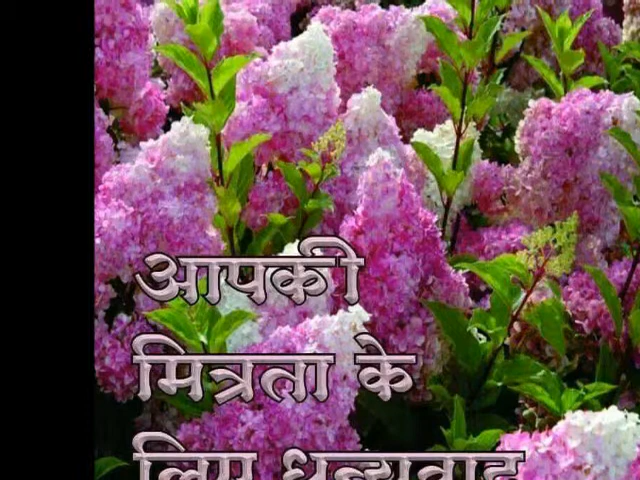 आपकी
मित्रता के
लिए धन्यवाद